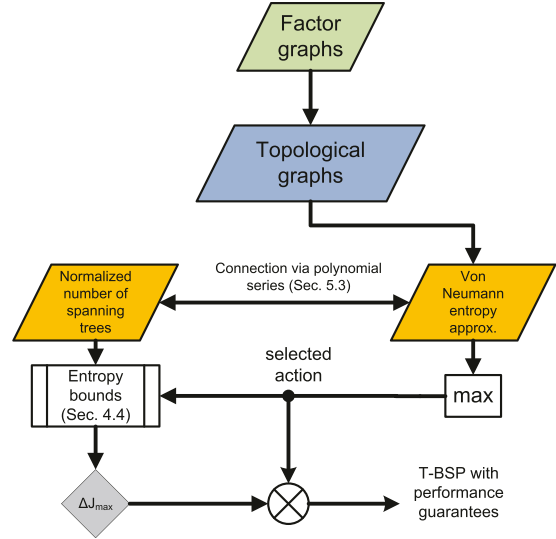 Factor
graphs
Topological
graphs
Normalized
number of
spanning
trees
Connection via polynomial
series (Sec. 5.3)
Von
Neumann
entropy
approx.
Entropy
bounds
(Sec. 4.4)
selected
action
max
ΔJmax
T-BSP with
performance
guarantees